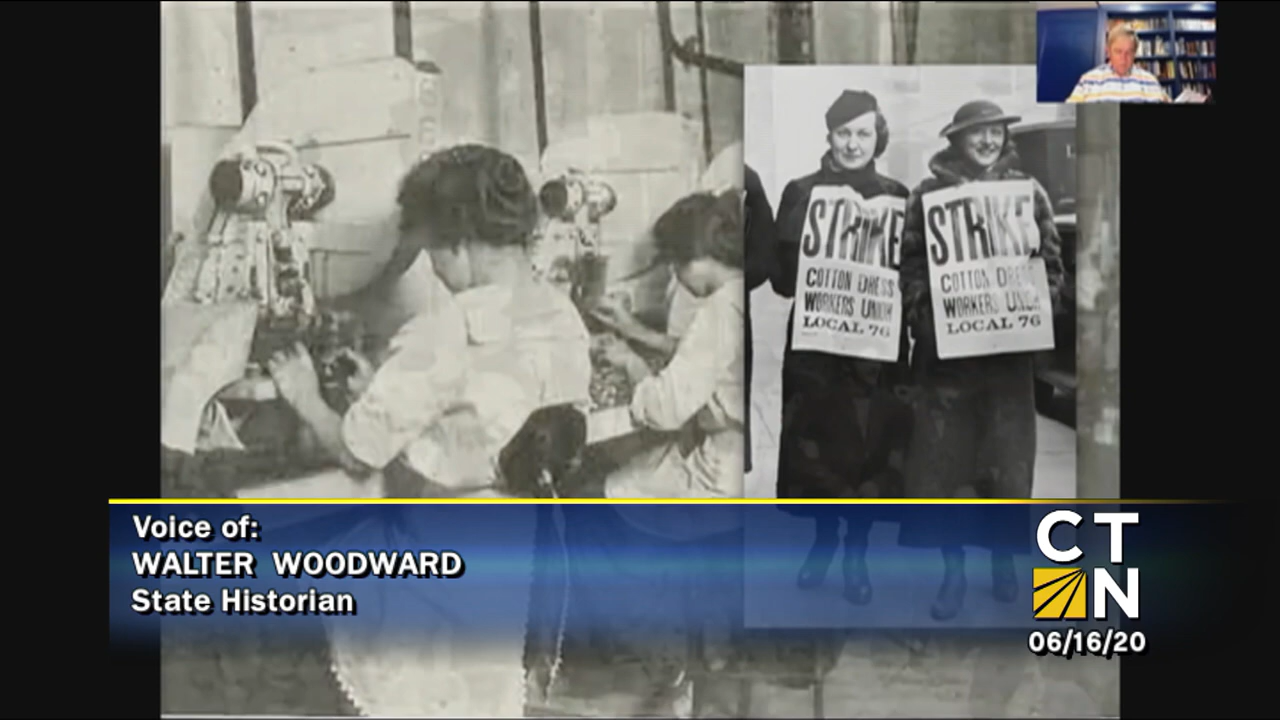 STRIKE
COTTON DRESS
WORKERS UNION
LOCAL 76
STRIKE
COTTON DRESS
WORKERS UNION
LOCAL 76
Voice of:
WALTER WOODWARD
State Historian
CT
N
06/16/20